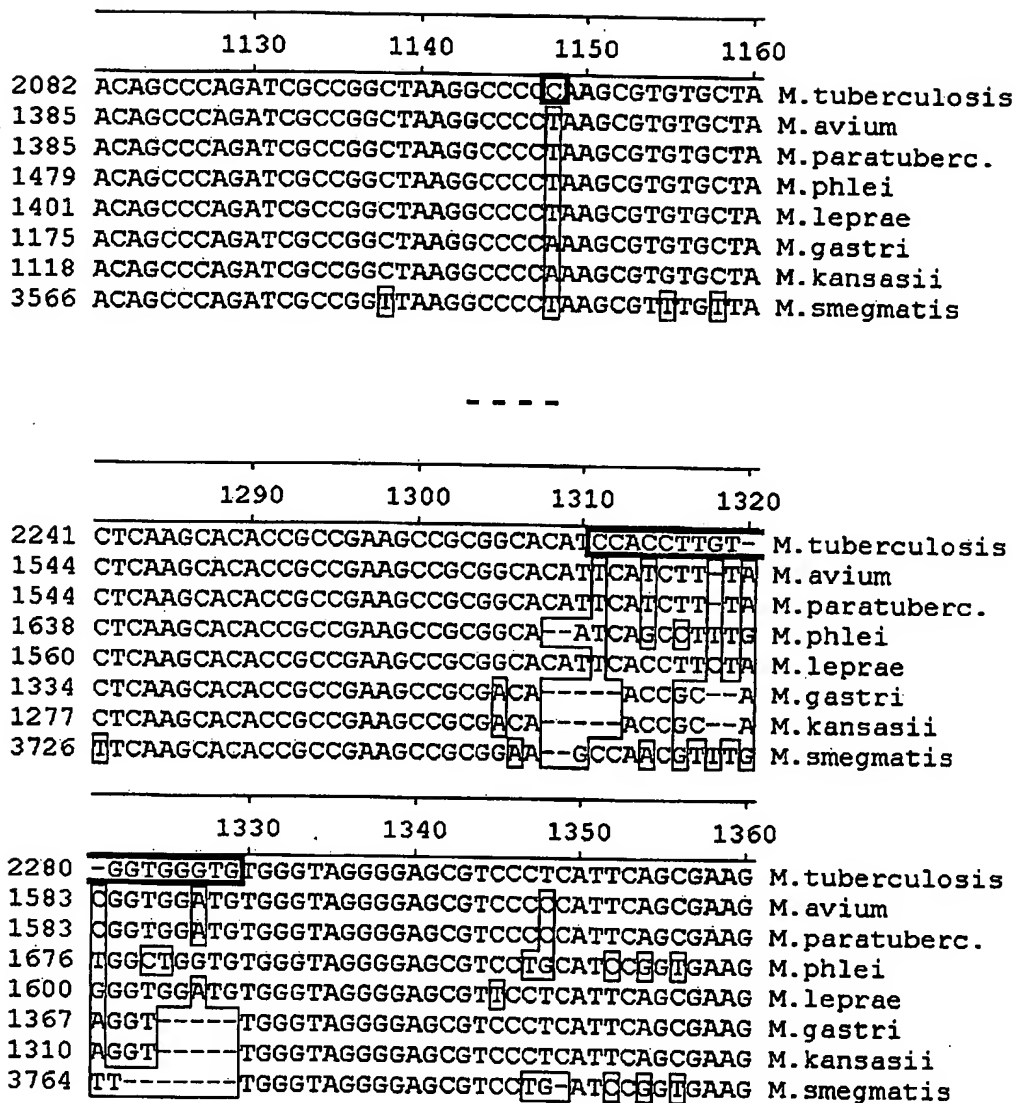 1130 1140 1150 1160
2082 ACAGCCCAGATCGCCGGCTAAGGCCCCCAAGCGTGTGCTA M.tuberculosis
1385 ACAGCCCAGATCGCCGGCTAAGGCCCCTAAGCGTGTGCTA M.avium
1385 ACAGCCCAGATCGCCGGCTAAGGCCCCTAAGCGTGTGCTA M.paratuberc.
1479 ACAGCCCAGATCGCCGGCTAAGGCCCCTAAGCGTGTGCTA M.phlei
1401 ACAGCCCAGATCGCCGGCTAAGGCCCCTAAGCGTGTGCTA M.leprae
1175 ACAGCCCAGATCGCCGGCTAAGGCCCCAAAGCGTGTGCTA M.gastri
1118 ACAGCCCAGATCGCCGGCTAAGGCCCCAAAGCGTGTGCTA M.kansasii
3566 ACAGCCCAGATCGCCGGTTAAGGCCCCTAAGCGTTTGTTA M.smegmatis
----
1290 1300 1310 1320
2241 CTCAAGCACACCGCCGAAGCCGCGGCACATCCACCTTGT- M.tuberculosis
1544 CTCAAGCACACCGCCGAAGCCGCGGCACATTCATCTT-TA M.avium
1544 CTCAAGCACACCGCCGAAGCCGCGGCACATTCATCTT-TA M.paratuberc.
1638 CTCAAGCACACCGCCGAAGCCGCGGCA--ATCAGCCTTTG M.phlei
1560 CTCAAGCACACCGCCGAAGCCGCGGCACATTCACCTTCTA M.leprae
1334 CTCAAGCACACCGCCGAAGCCGCGACA-----ACCGC--A M.gastri
1277 CTCAAGCACACCGCCGAAGCCGCGACA-----ACCGC--A M.kansasii
3726 TTCAAGCACACCGCCGAAGCCGCGGAA--GCCAACGTTTG M.smegmatis
1330 1340 1350 1360
2280 -GGTGGGTGTGGGTAGGGGAGCGTCCCTCATTCAGCGAAG M.tuberculosis
1583 CGGTGGATGTGGGTAGGGGAGCGTCCCCCATTCAGCGAAG M.avium
1583 CGGTGGATGTGGGTAGGGGAGCGTCCCCCATTCAGCGAAG M.paratuberc.
1676 TGGCTGGTGTGGGTAGGGGAGCGTCCTGCATCCGGTGAAG M.phlei
1600 GGGTGGATGTGGGTAGGGGAGCGTTCCTCATTCAGCGAAG M.leprae
1367 AGGT-----TGGGTAGGGGAGCGTCCCTCATTCAGCGAAG M.gastri
1310 AGGT-----TGGGTAGGGGAGCGTCCCTCATTCAGCGAAG M.kansasii
3764 TT-------TGGGTAGGGGAGCGTCCTG-ATCCGGTGAAG M.smegmatis